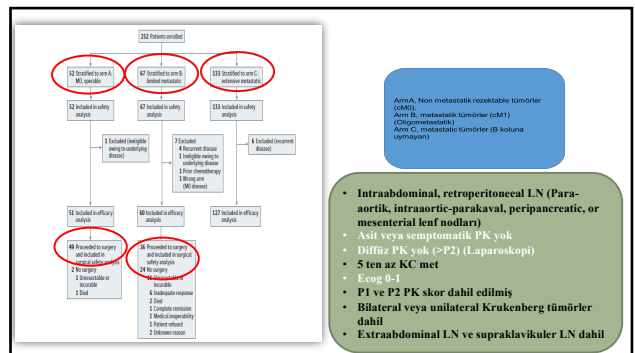 252 Patients enrolled
52 Stratified to arm A:
M0, operable
67 Stratified to arm B:
limited metastatic
133 Stratified to arm C:
extensive metastatic
52 Included in safety
analysis
67 Included in safety
analysis
133 Included in safety
analysis
1 Excluded (ineligible
owing to underlying
disease)
7 Excluded
4 Recurrent disease
1 Ineligible owing to
underlying disease
1 Prior chemotherapy
1 Wrong arm
(M0 disease)
6 Excluded (recurrent
disease)
51 Included in efficacy
analysis
60 Included in efficacy
analysis
127 Included in efficacy
analysis
49 Proceeded to surgery
and included in
surgical safety analysis
2 No surgery
1 Unresectable or
incurable
1 Died
36 Proceeded to surgery
and included in surgical
safety analysis
24 No surgery
11 Unresectable or
incurable
6 Inadequate response
2 Died
1 Complete remission
1 Medical inoperability
1 Patient refused
2 Unknown reason
ArmA, Non metastatik rezektable tümörler
(cM0).
Arm B, metastatik tümörler (cM1)
(Oligometastatik)
Arm C, metastatic tümörler (B koluna
uymayan)
• Intraabdominal, retroperitoneeal LN (Para-
aortik, intraaortic-parakaval, peripancreatic, or
mesenterial lenf nodları)
• Asit veya semptomatik PK yok
• Diffüz PK yok (>P2) (Laparoskopi)
• 5 ten az KC met
• Ecog 0-1
• P1 ve P2 PK skor dahil edilmiş
• Bilateral veya unilateral Krukenberg tümörler
dahil
• Extraabdominal LN ve supraklavikuler LN dahil